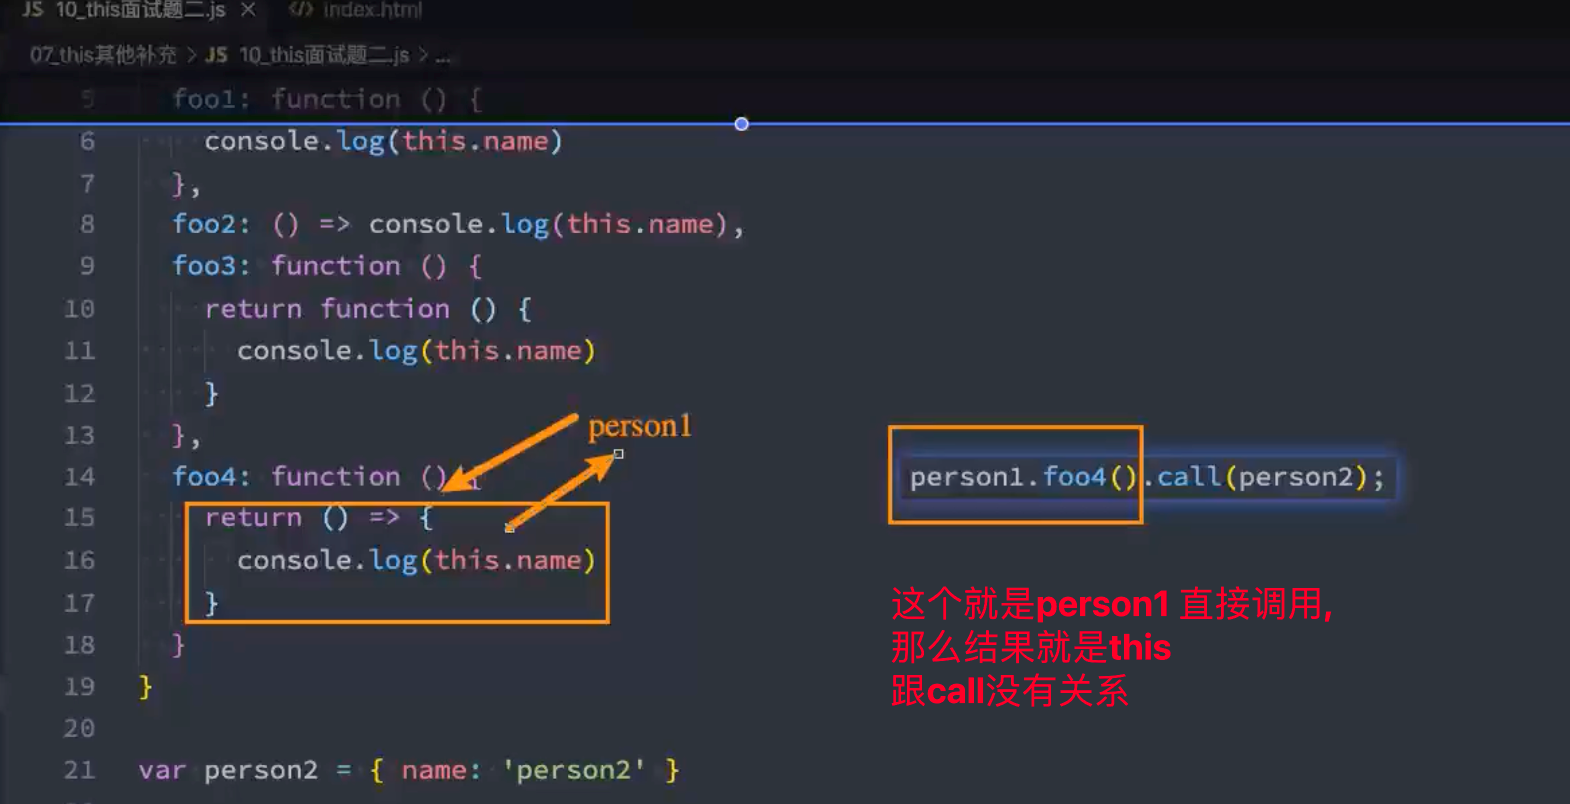 JS 10_this面试题二.js × </> index.html
07_this其他补充 > JS 10_this面试题二.js > ...
5 foo1: function () {
6 console.log(this.name)
7 },
8 foo2: () => console.log(this.name),
9 foo3: function () {
10 return function () {
11 console.log(this.name)
12 }
13 },
person1
14 foo4: function () {
person1.foo4().call(person2);
15 return () => {
16 console.log(this.name)
17 }
这个就是person1 直接调用,
那么结果就是this
跟call没有关系
18 }
19 }
20
21 var person2 = { name: 'person2' }